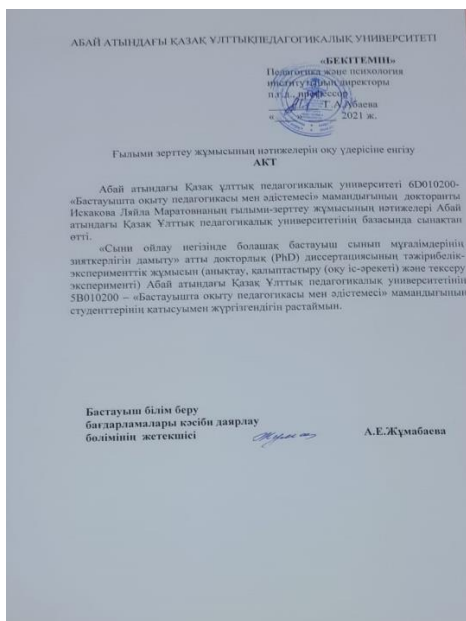 АБАЙ АТЫНДАҒЫ ҚАЗАҚ ҰЛТТЫҚПЕДАГОГИКАЛЫҚ УНИВЕРСИТЕТІ
«БЕКІТЕМІН»
Педагогика және психология
институтының директоры
п.ғ.д., профессор
Т.А.Абаева
« » 2021 ж.
Ғылыми зерттеу жұмысының нәтижелерін оқу үдерісіне енгізу
АКТ
Абай атындағы Қазақ ұлттық педагогикалық университеті 6D010200-
«Бастауышта оқыту педагогикасы мен әдістемесі» мамандығының докторанты
Искакова Ляйла Маратовнаның ғылыми-зерттеу жұмысының нәтижелері Абай
атындағы Қазақ Ұлттық педагогикалық университетінің базасында сынақтан
өтті.
«Сыни ойлау негізінде болашақ бастауыш сынып мұғалімдерінің
зияткерлігін дамыту» атты докторлық (PhD) диссертациясының тәжірибелік-
эксперименттік жұмысын (анықтау, қалыптастыру (оқу іс-әрекеті) және тексеру
эксперименті) Абай атындағы Қазақ Ұлттық педагогикалық университетінің
5В010200 – «Бастауышта оқыту педагогикасы мен әдістемесі» мамандығының
студенттерінің қатысуымен жүргізгендігін растаймын.
Бастауыш білім беру
бағдарламалары кәсіби даярлау
бөлімінің жетекшісі А.Е.Жұмабаева